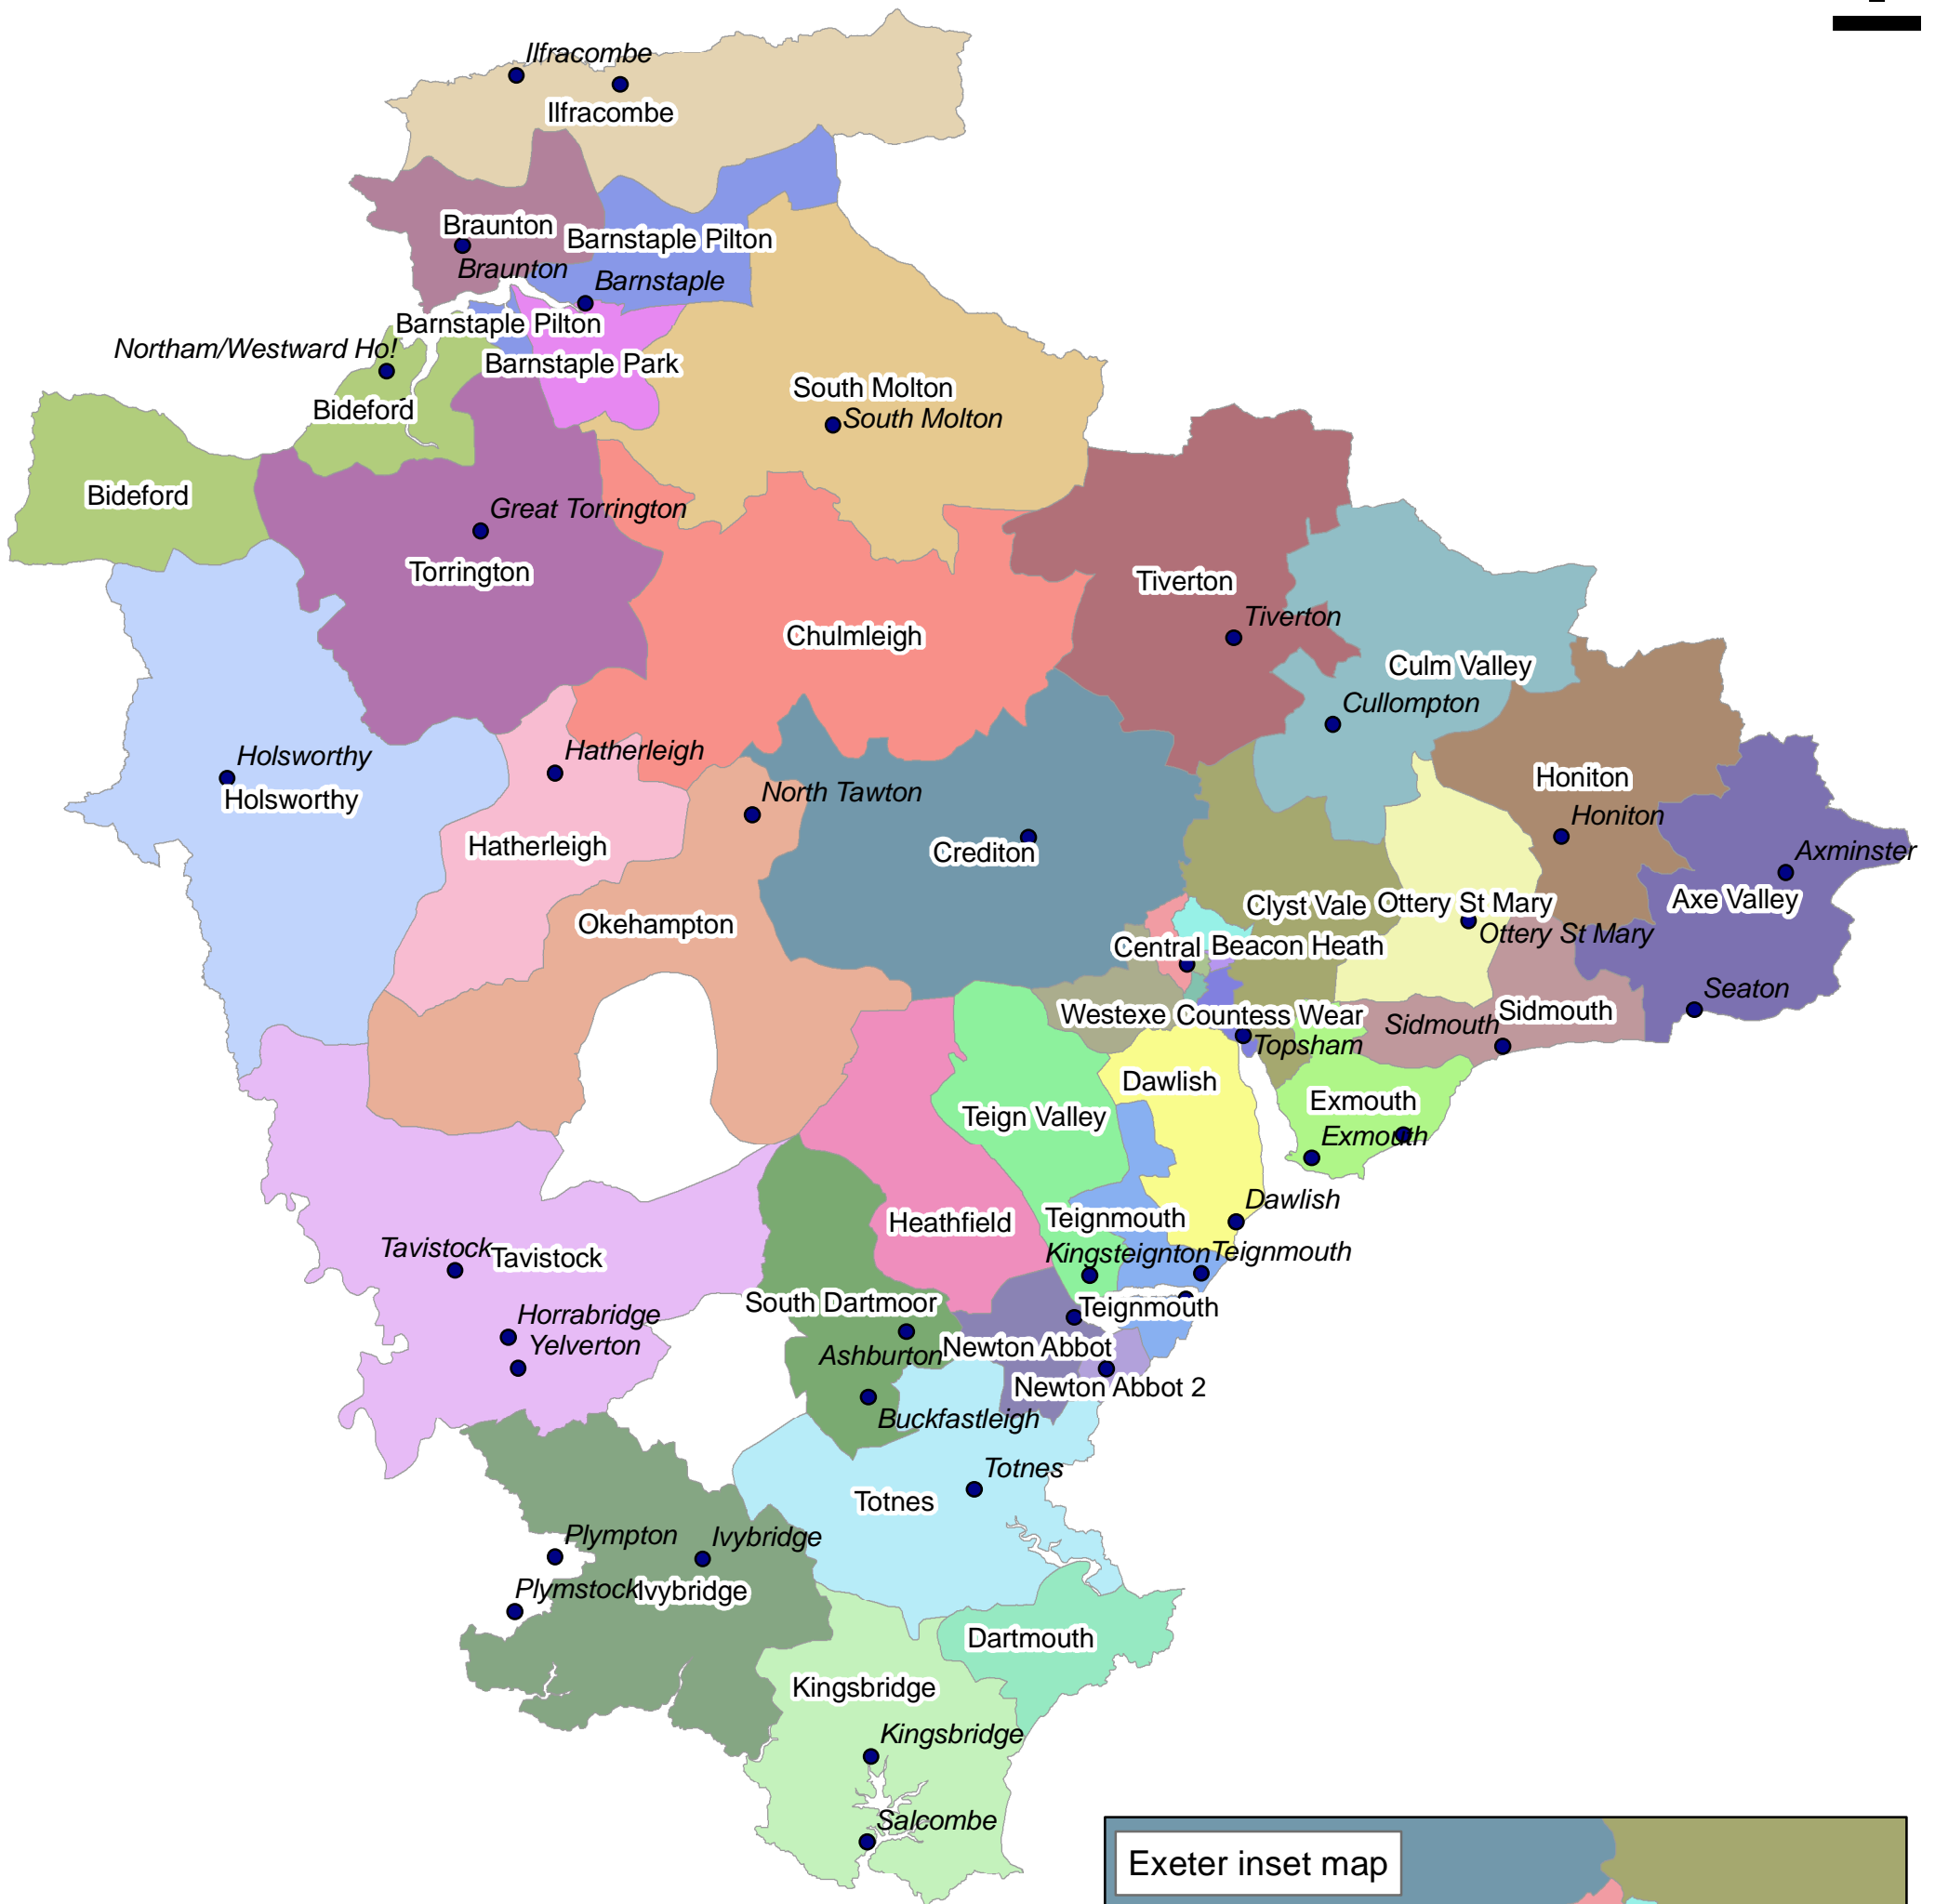 Ilfracombe
Ilfracombe
Braunton
Barnstaple Pilton
Braunton
Barnstaple
Barnstaple Pilton
Northam/Westward Ho!
Barnstaple Park
South Molton
Bideford
South Molton
Bideford
Great Torrington
Torrington
Tiverton
Tiverton
Chulmleigh
Culm Valley
Cullompton
Hatherleigh
Holsworthy
Honiton
North Tawton
Holsworthy
Honiton
Hatherleigh
Crediton
Axminster
Axe Valley
Ottery St Mary
Clyst Vale
Okehampton
Ottery St Mary
Central
Beacon Heath
Seaton
Sidmouth
Westexe
Countess Wear
Sidmouth
Topsham
Dawlish
Exmouth
Teign Valley
Exmouth
Dawlish
Teignmouth
Heathfield
Tavistock
Tavistock
Kingsteignton
Teignmouth
South Dartmoor
Teignmouth
Horrabridge
Yelverton
Newton Abbot
Ashburton
Newton Abbot 2
Buckfastleigh
Totnes
Totnes
Plympton
Ivybridge
Plymstock
Ivybridge
Dartmouth
Kingsbridge
Kingsbridge
Salcombe
Exeter inset map